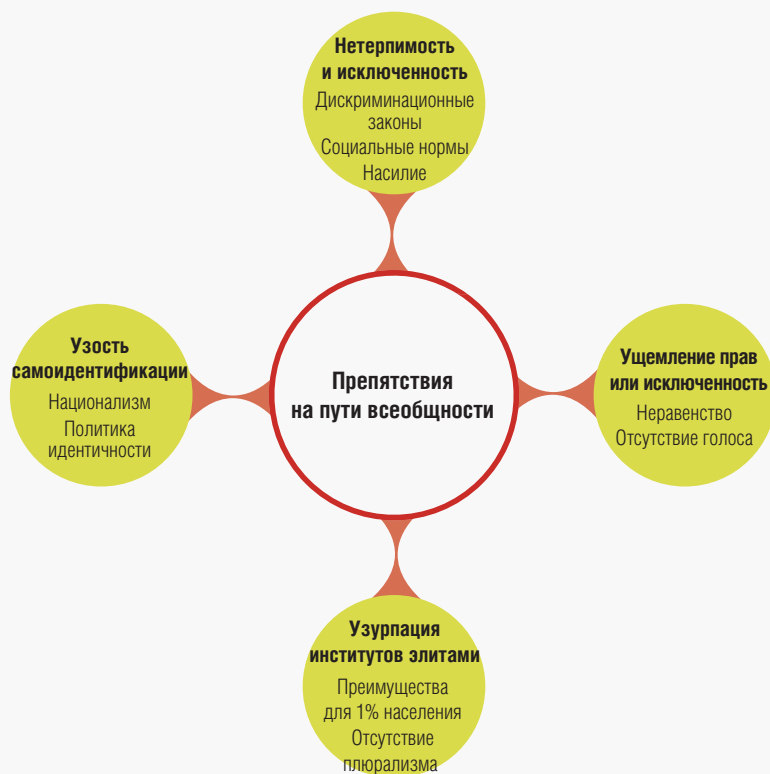 Нетерпимость
и исключенность
Дискриминационные
законы
Социальные нормы
Насилие
Узость
самоидентификации
Национализм
Политика
идентичности
Препятствия
на пути всеобщности
Ущемление прав
или исключенность
Неравенство
Отсутствие голоса
Узурпация
институтов элитами
Преимущества
для 1% населения
Отсутствие
плюрализма